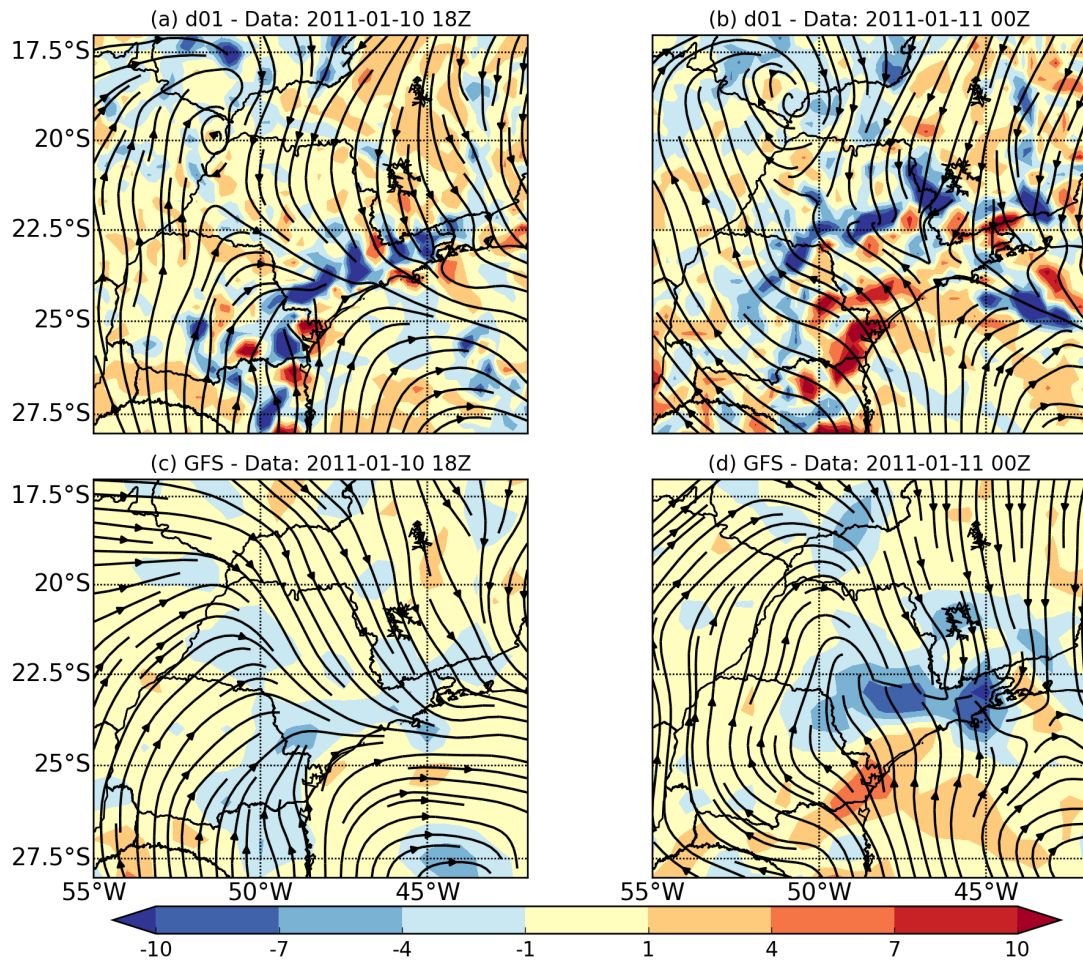 (a) d01 - Data: 2011-01-10 18Z
(b) d01 - Data: 2011-01-11 00Z
17.5°S
20°S
22.5°S
25°S
27.5°S
(c) GFS - Data: 2011-01-10 18Z
(d) GFS - Data: 2011-01-11 00Z
17.5°S
20°S
22.5°S
25°S
27.5°S
55°W 50°W 45°W 55°W 50°W 45°W
-10 -7 -4 -1 1 4 7 10